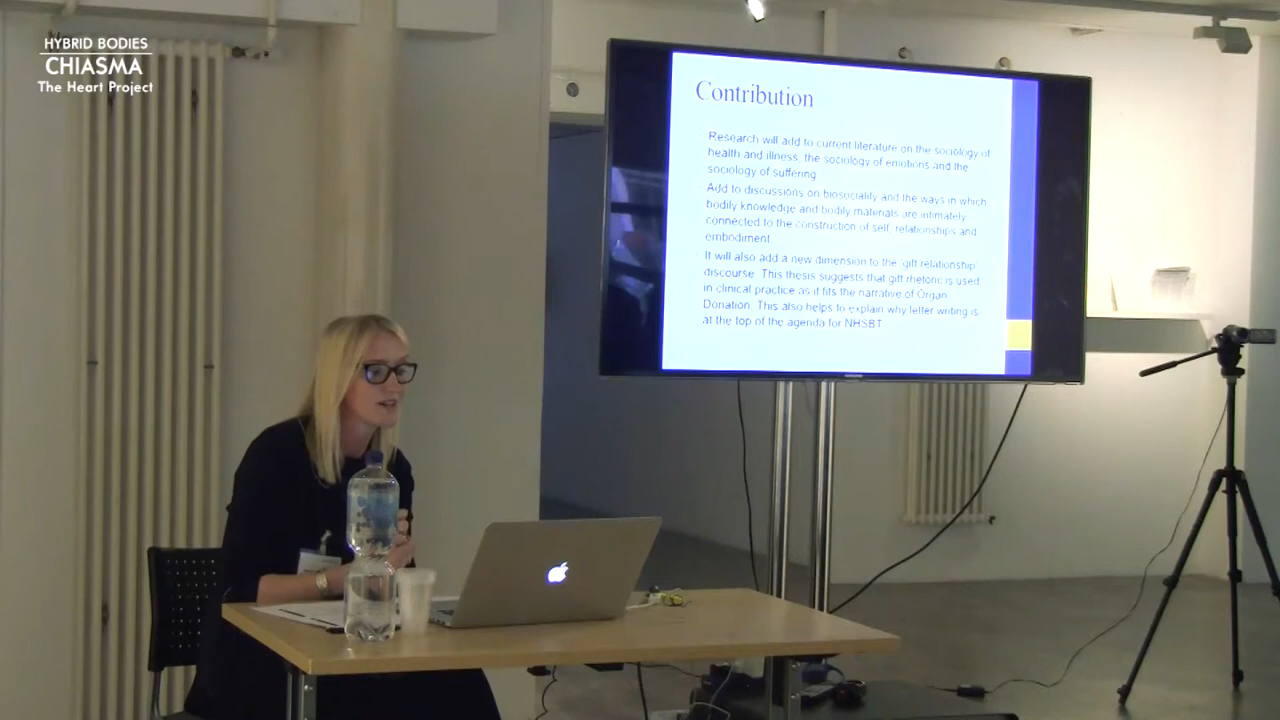 HYBRID BODIES
CHIASMA
The Heart Project
Contribution
Research will add to current literature on the sociology of
health and illness, the sociology of emotions and the
sociology of suffering.
Add to discussions on biosociality and the ways in which
bodily knowledge and bodily materials are intimately
connected to the construction of self, relationships and
embodiment.
It will also add a new dimension to the 'gift relationship'
discourse. This thesis suggests that gift rhetoric is used
in clinical practice as it fits the narrative of Organ
Donation. This also helps to explain why letter writing is
at the top of the agenda for NHSBT.